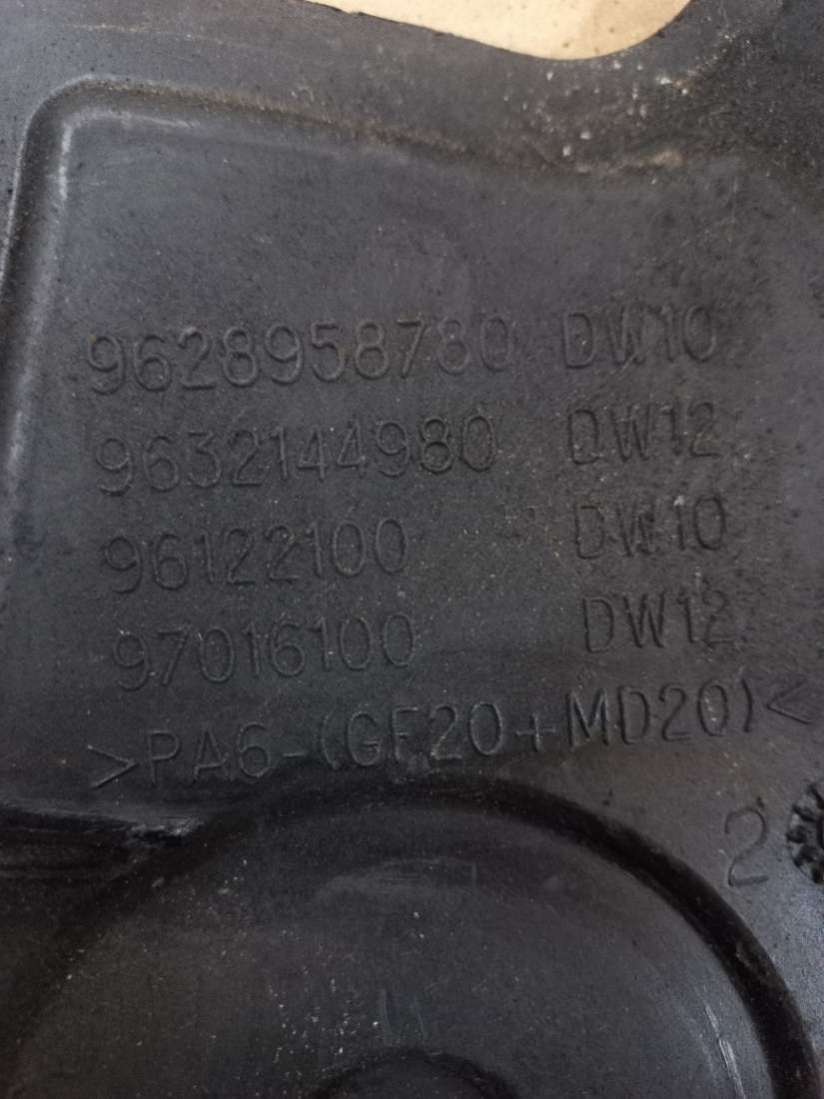 9628958780 DW10
9632144980 DW12
96122100 DW10
97016100 DW12
>PA6-(GF20+MD20)<
2